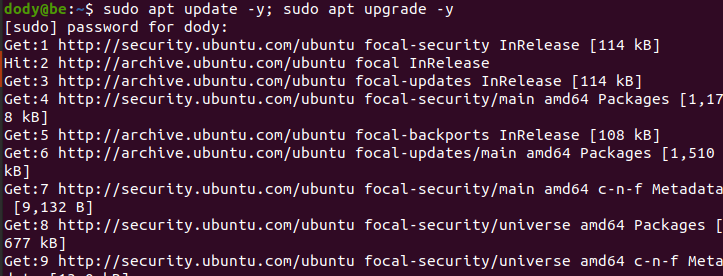 dody@be:~$ sudo apt update -y; sudo apt upgrade -y
[sudo] password for dody:
Get:1 http://security.ubuntu.com/ubuntu focal-security InRelease [114 kB]
Hit:2 http://archive.ubuntu.com/ubuntu focal InRelease
Get:3 http://archive.ubuntu.com/ubuntu focal-updates InRelease [114 kB]
Get:4 http://security.ubuntu.com/ubuntu focal-security/main amd64 Packages [1,17
8 kB]
Get:5 http://archive.ubuntu.com/ubuntu focal-backports InRelease [108 kB]
Get:6 http://archive.ubuntu.com/ubuntu focal-updates/main amd64 Packages [1,510
kB]
Get:7 http://security.ubuntu.com/ubuntu focal-security/main amd64 c-n-f Metadata
 [9,132 B]
Get:8 http://security.ubuntu.com/ubuntu focal-security/universe amd64 Packages [
677 kB]
Get:9 http://security.ubuntu.com/ubuntu focal-security/universe amd64 c-n-f Meta